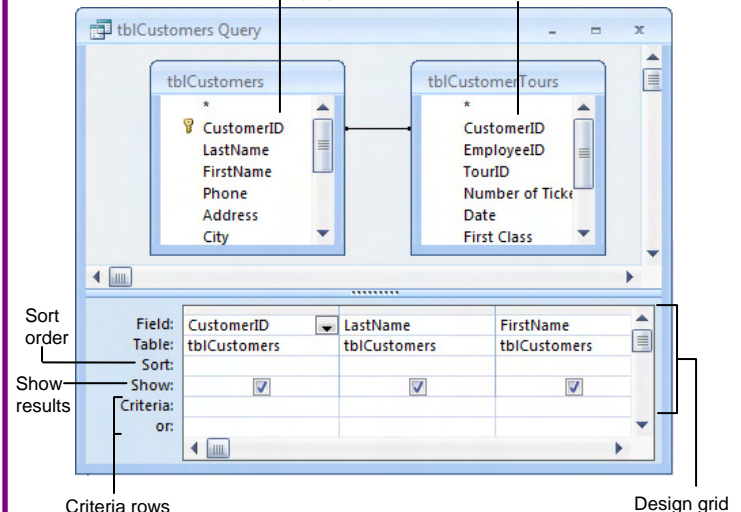 tblCustomers Query
tblCustomers
*
CustomerID
LastName
FirstName
Phone
Address
City
tblCustomerTours
*
CustomerID
EmployeeID
TourID
Number of Ticke
Date
First Class
Sort
order
Show
results
Field: CustomerID LastName FirstName
Table: tblCustomers tblCustomers tblCustomers
Sort:
Show:
Criteria:
or:
Criteria rows
Design grid